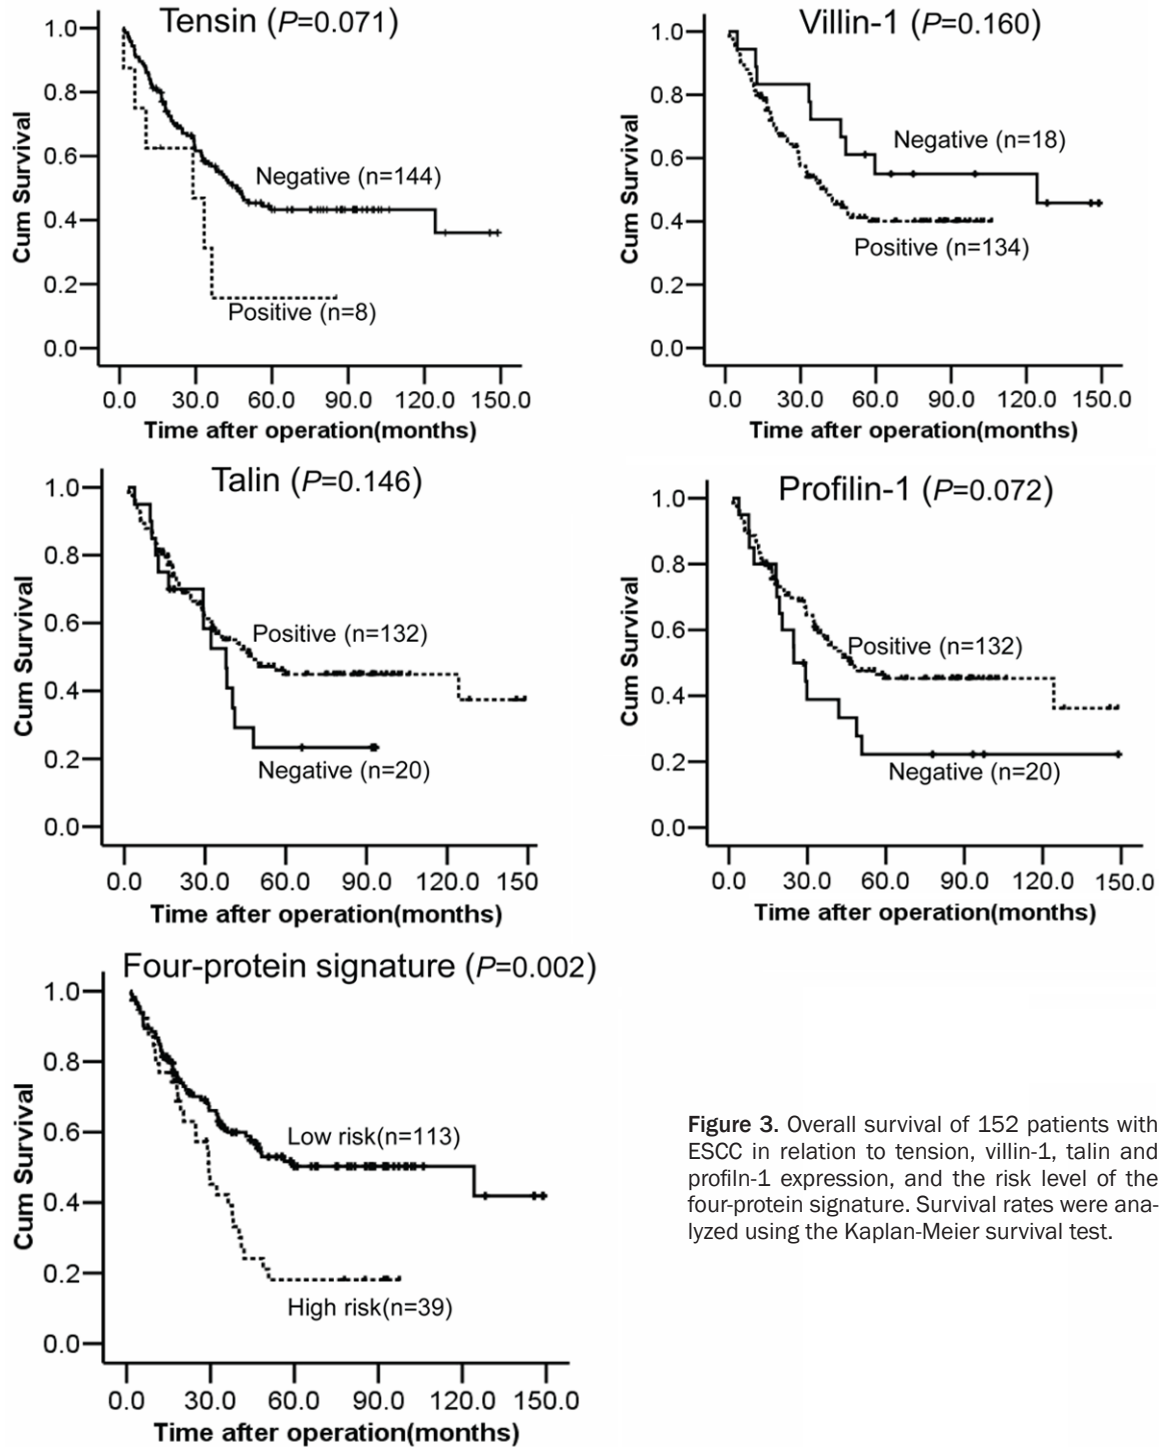 Tensin (P=0.071)
1.0
0.8
0.6
0.4
0.2
0.0
Cum Survival
Negative (n=144)
Positive (n=8)
0.0 30.0 60.0 90.0 120.0 150.0
Time after operation(months)
Villin-1 (P=0.160)
1.0
0.8
0.6
0.4
0.2
0.0
Cum Survival
Negative (n=18)
Positive (n=134)
0.0 30.0 60.0 90.0 120.0 150.0
Time after operation(months)
Talin (P=0.146)
1.0
0.8
0.6
0.4
0.2
0.0
Cum Survival
Positive (n=132)
Negative (n=20)
0.0 30.0 60.0 90.0 120.0 150
Time after operation(months)
Profilin-1 (P=0.072)
1.0
0.8
0.6
0.4
0.2
0.0
Cum Survival
Positive (n=132)
Negative (n=20)
0.0 30.0 60.0 90.0 120.0 150.0
Time after operation(months)
Four-protein signature (P=0.002)
1.0
0.8
0.6
0.4
0.2
0.0
Cum Survival
Low risk(n=113)
High risk(n=39)
0.0 30.0 60.0 90.0 120.0 150.0
Time after operation(months)
Figure 3. Overall survival of 152 patients with
ESCC in relation to tension, villin-1, talin and
profiln-1 expression, and the risk level of the
four-protein signature. Survival rates were ana-
lyzed using the Kaplan-Meier survival test.